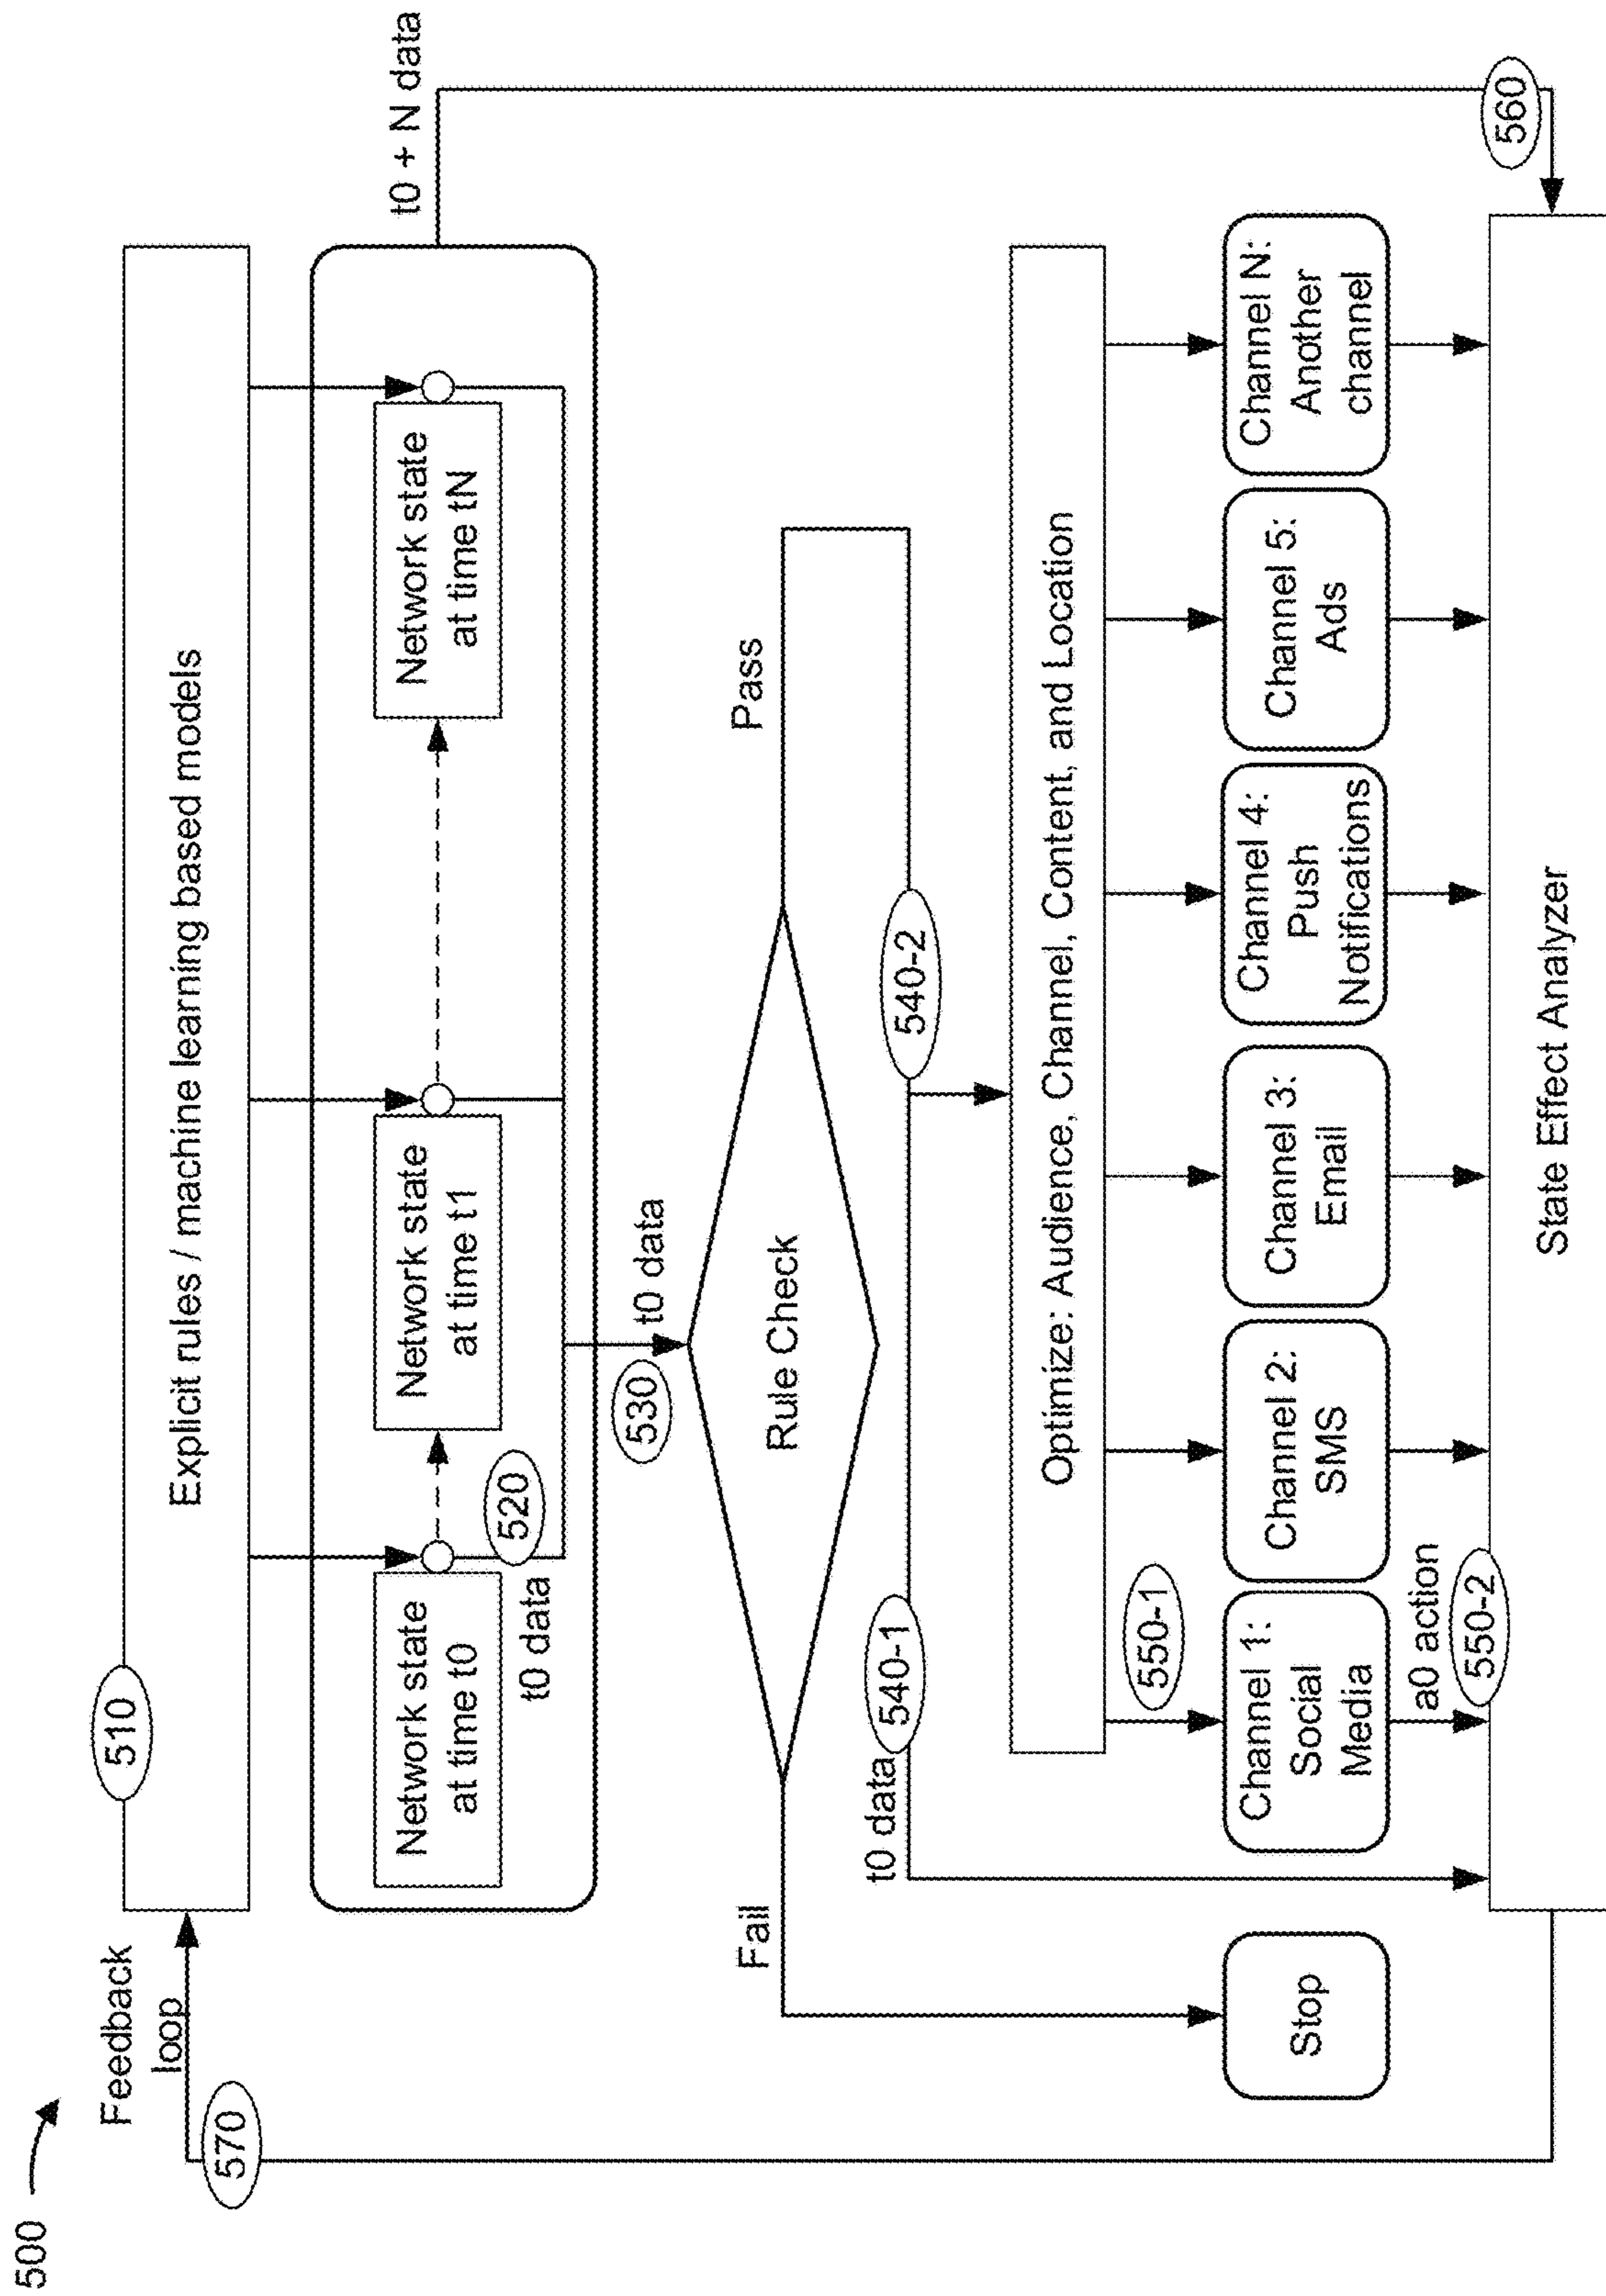 500
Feedback
loop
570
510
Explicit rules / machine learning based models
Network state
at time t0
Network state
at time t1
Network state
at time tN
t0 + N data
520
t0 data
530
t0 data
Rule Check
Fail
Pass
540-1
t0 data
540-2
Optimize: Audience, Channel, Content, and Location
550-1
Stop
Channel 1:
Social
Media
Channel 2:
SMS
Channel 3:
Email
Channel 4:
Push
Notifications
Channel 5:
Ads
Channel N:
Another
channel
a0 action
550-2
560
State Effect Analyzer